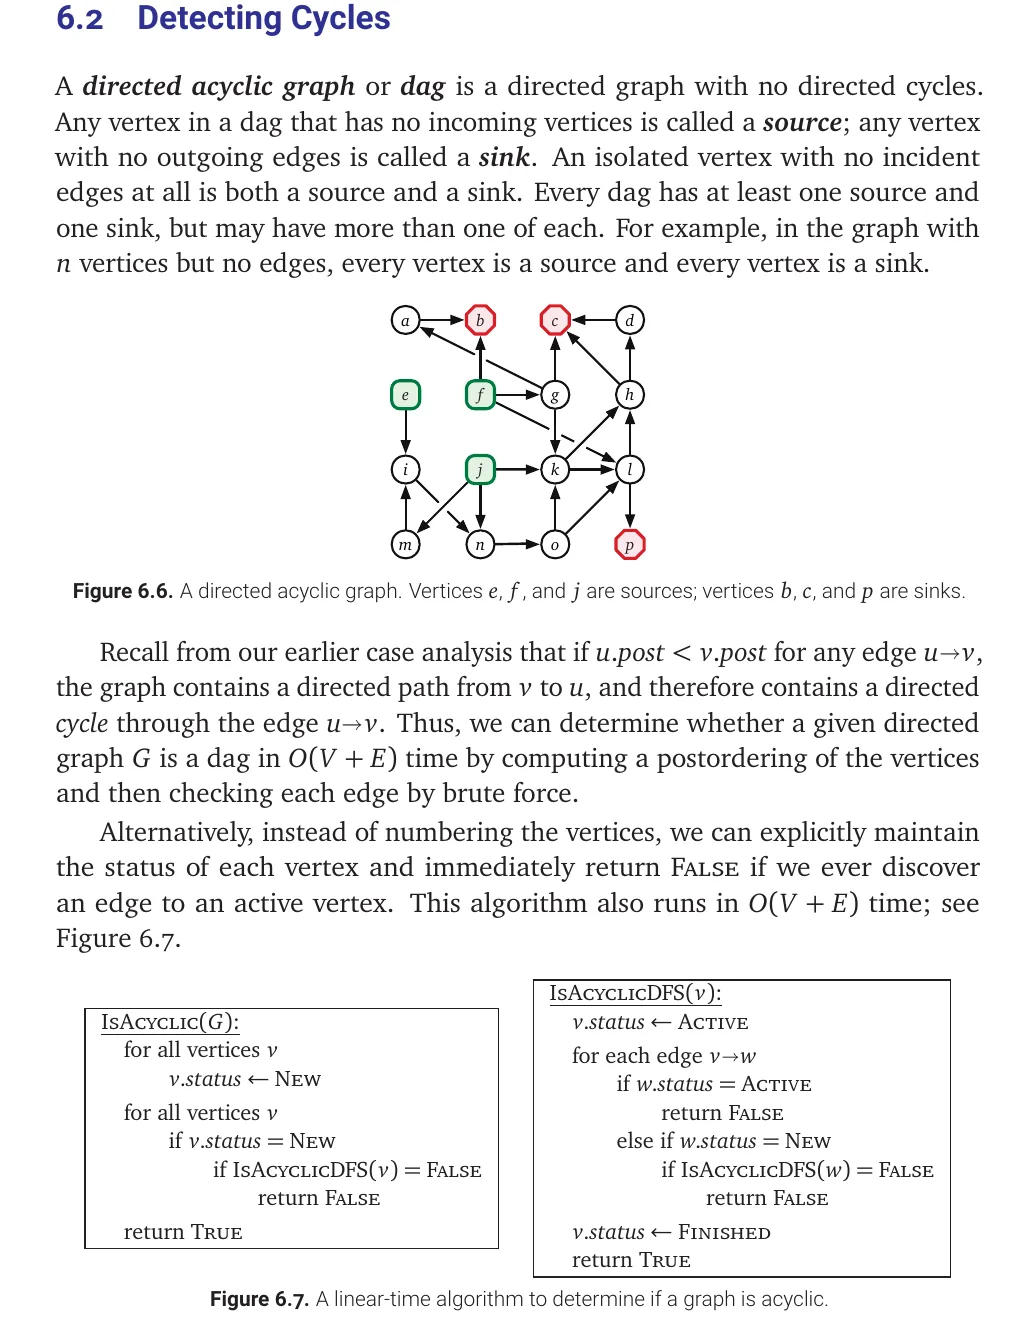 6.2 Detecting Cycles
A directed acyclic graph or dag is a directed graph with no directed cycles.
Any vertex in a dag that has no incoming vertices is called a source; any vertex
with no outgoing edges is called a sink. An isolated vertex with no incident
edges at all is both a source and a sink. Every dag has at least one source and
one sink, but may have more than one of each. For example, in the graph with
n vertices but no edges, every vertex is a source and every vertex is a sink.
a b c d
e f g h
i j k l
m n o p
Figure 6.6. A directed acyclic graph. Vertices e, f, and j are sources; vertices b, c, and p are sinks.
Recall from our earlier case analysis that if u.post < v.post for any edge u→v,
the graph contains a directed path from v to u, and therefore contains a directed
cycle through the edge u→v. Thus, we can determine whether a given directed
graph G is a dag in O(V + E) time by computing a postordering of the vertices
and then checking each edge by brute force.
Alternatively, instead of numbering the vertices, we can explicitly maintain
the status of each vertex and immediately return False if we ever discover
an edge to an active vertex. This algorithm also runs in O(V + E) time; see
Figure 6.7.
IsAcyclic(G):
for all vertices v
v.status ← New
for all vertices v
if v.status = New
if IsAcyclicDFS(v) = False
return False
return True
IsAcyclicDFS(v):
v.status ← Active
for each edge v→w
if w.status = Active
return False
else if w.status = New
if IsAcyclicDFS(w) = False
return False
v.status ← Finished
return True
Figure 6.7. A linear-time algorithm to determine if a graph is acyclic.